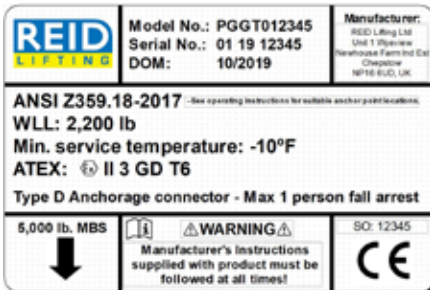 REID
LIFTING
Model No.: PGGT012345
Serial No.: 01 19 12345
DOM: 10/2019
Manufacturer:
REID Lifting Ltd
Unit 1 Wyeview
Newhouse Farm Ind Est
Chepstow
NP16 6UD, UK
ANSI Z359.18-2017 -See operating instructions for suitable anchor point locations.
WLL: 2,200 lb
Min. service temperature: -10°F
ATEX: Ex II 3 GD T6
Type D Anchorage connector - Max 1 person fall arrest
5,000 lb. MBS
i
⚠WARNING⚠
Manufacturer's Instructions
supplied with product must be
followed at all times!
SO: 12345
CE